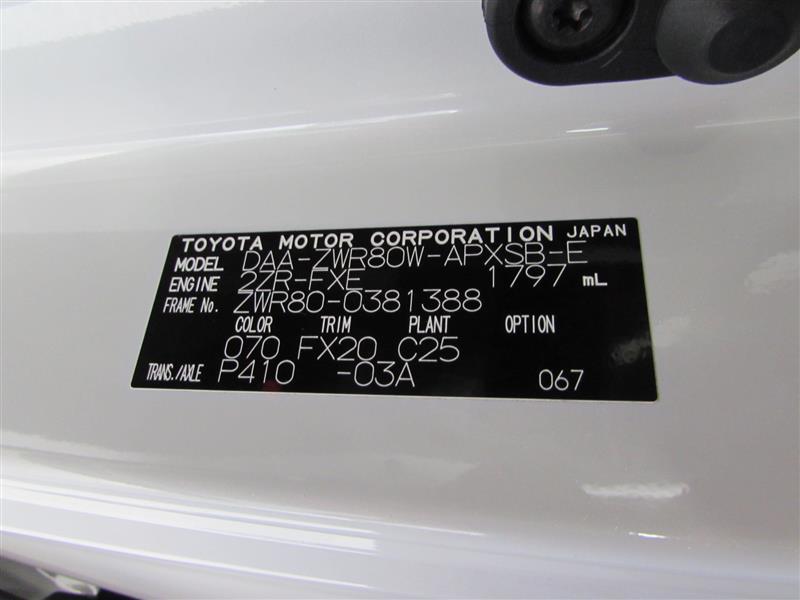 TOYOTA MOTOR CORPORATION JAPAN
MODEL DAA-ZWR80W-APXSB-E
ENGINE 2ZR-FXE 1797 mL
FRAME No. ZWR80-0381388
COLOR TRIM PLANT OPTION
070 FX20 C25
TRANS./AXLE P410 -03A 067